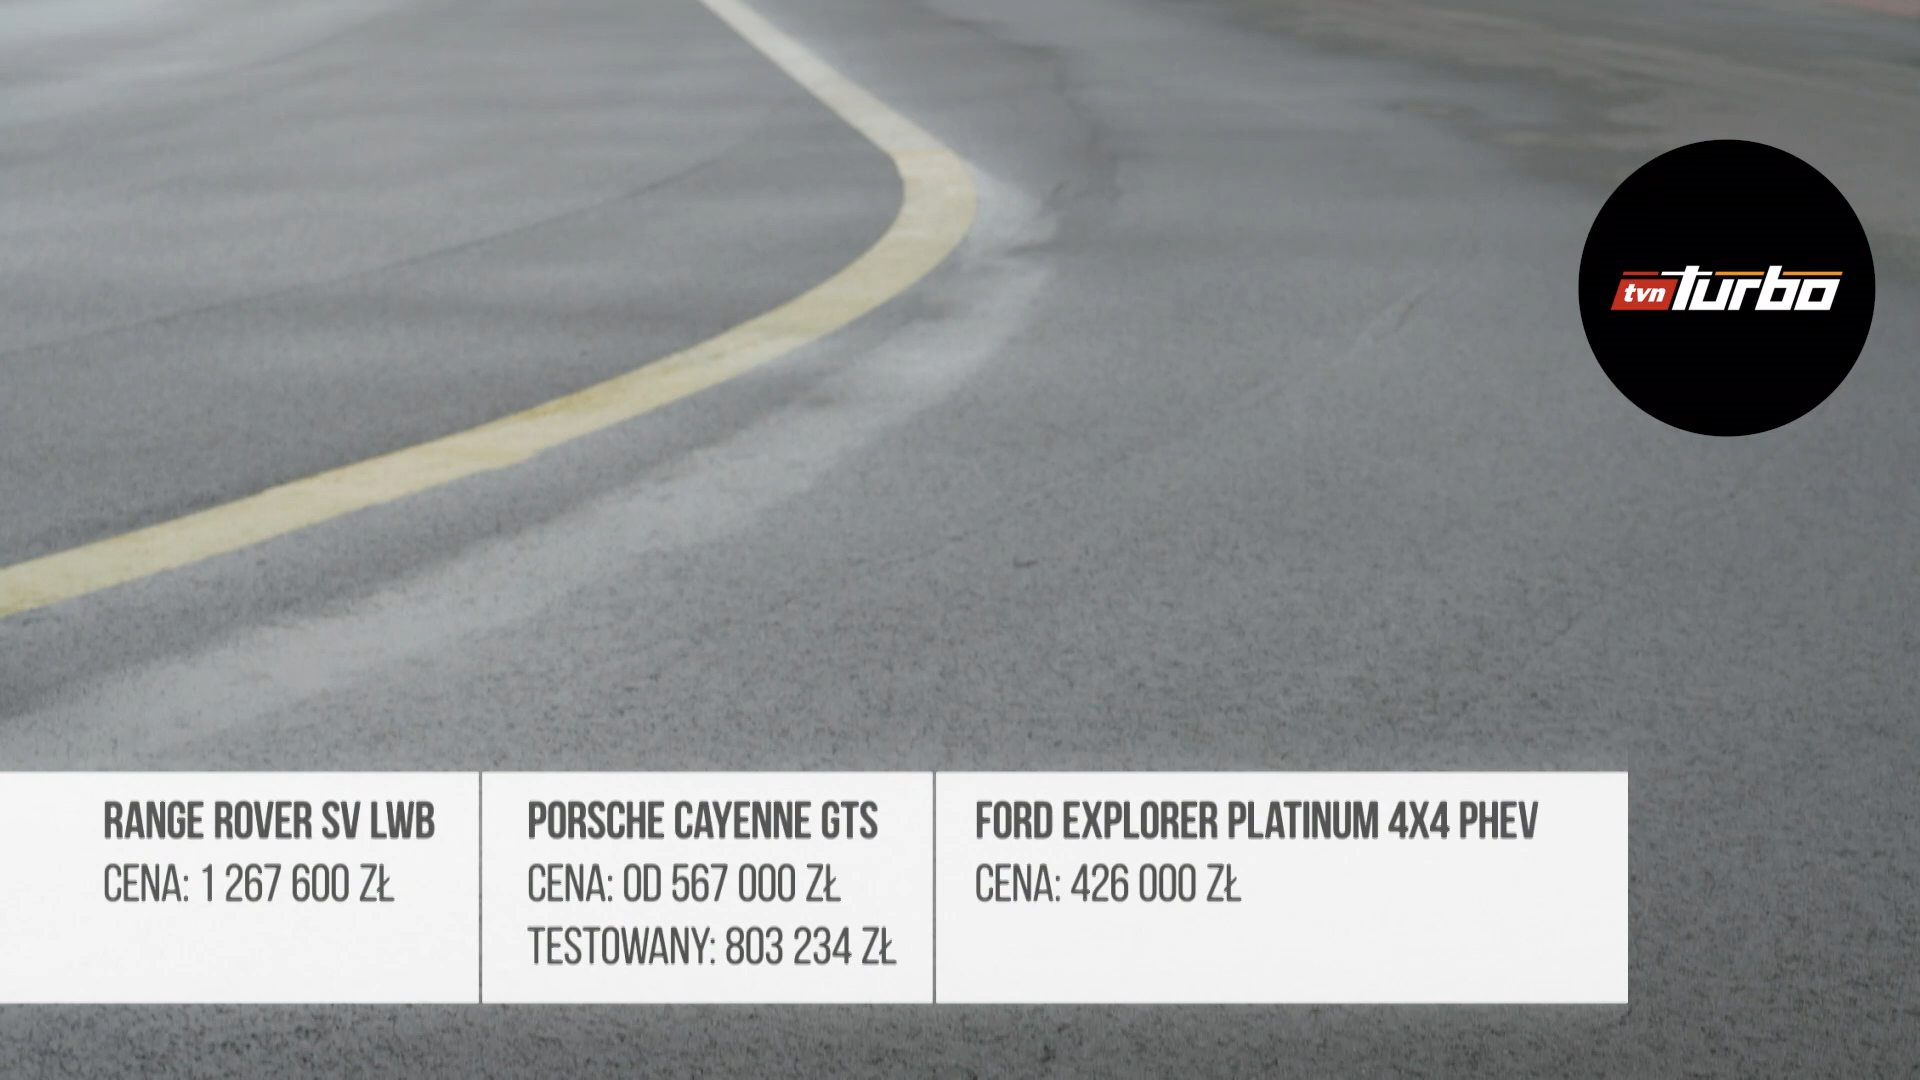 tvn turbo
RANGE ROVER SV LWB
CENA: 1 267 600 ZŁ
PORSCHE CAYENNE GTS
CENA: OD 567 000 ZŁ
TESTOWANY: 803 234 ZŁ
FORD EXPLORER PLATINUM 4X4 PHEV
CENA: 426 000 ZŁ